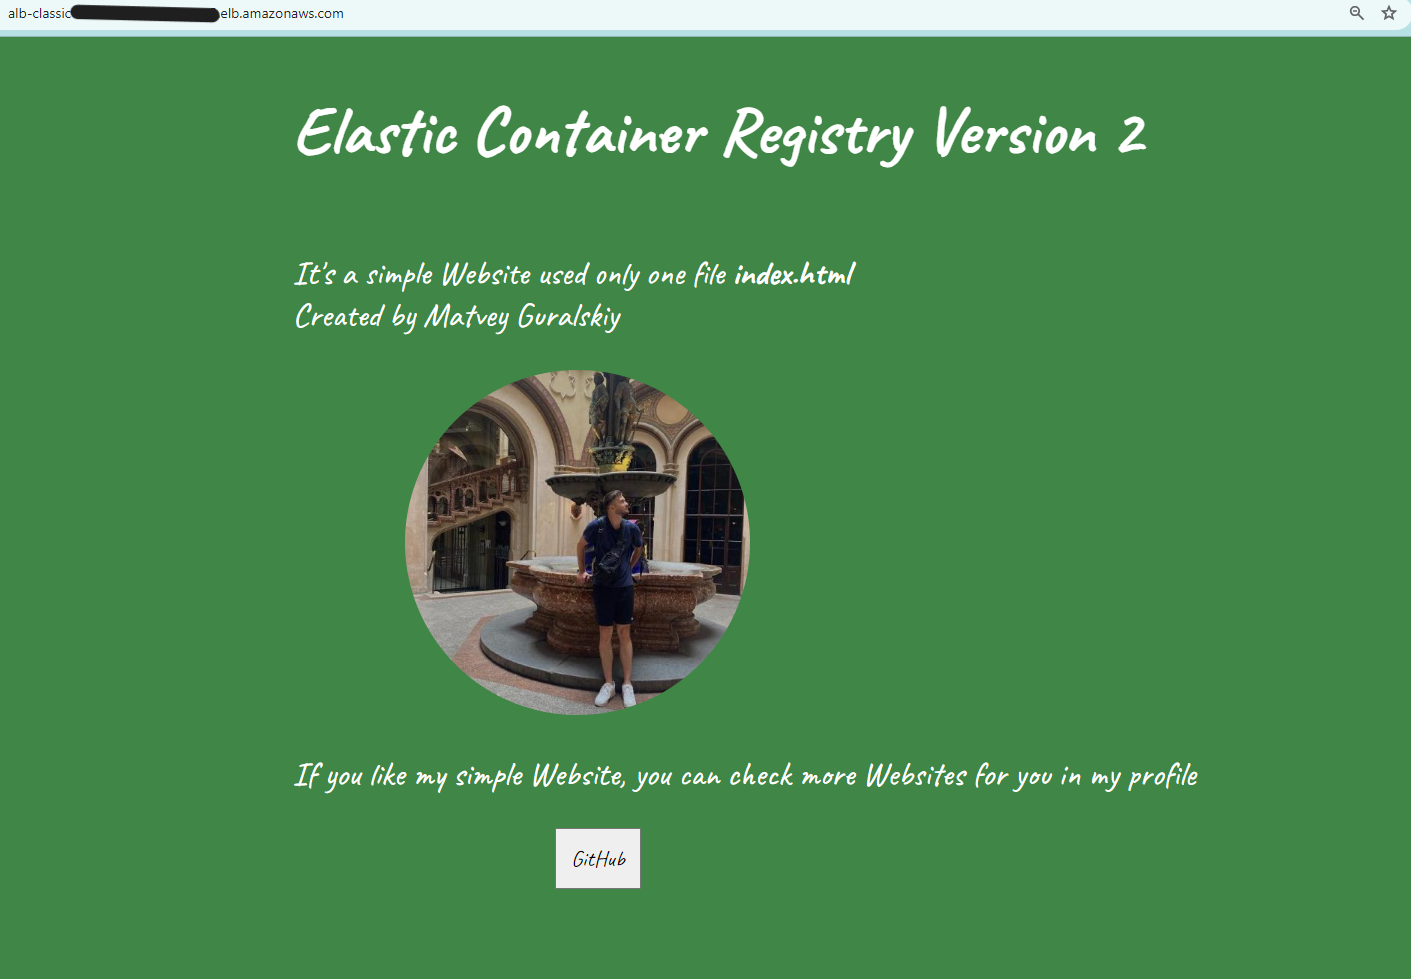 alb-classic elb.amazonaws.com
Elastic Container Registry Version 2
It's a simple Website used only one file index.html
Created by Matvey Guralskiy
If you like my simple Website, you can check more Websites for you in my profile
GitHub